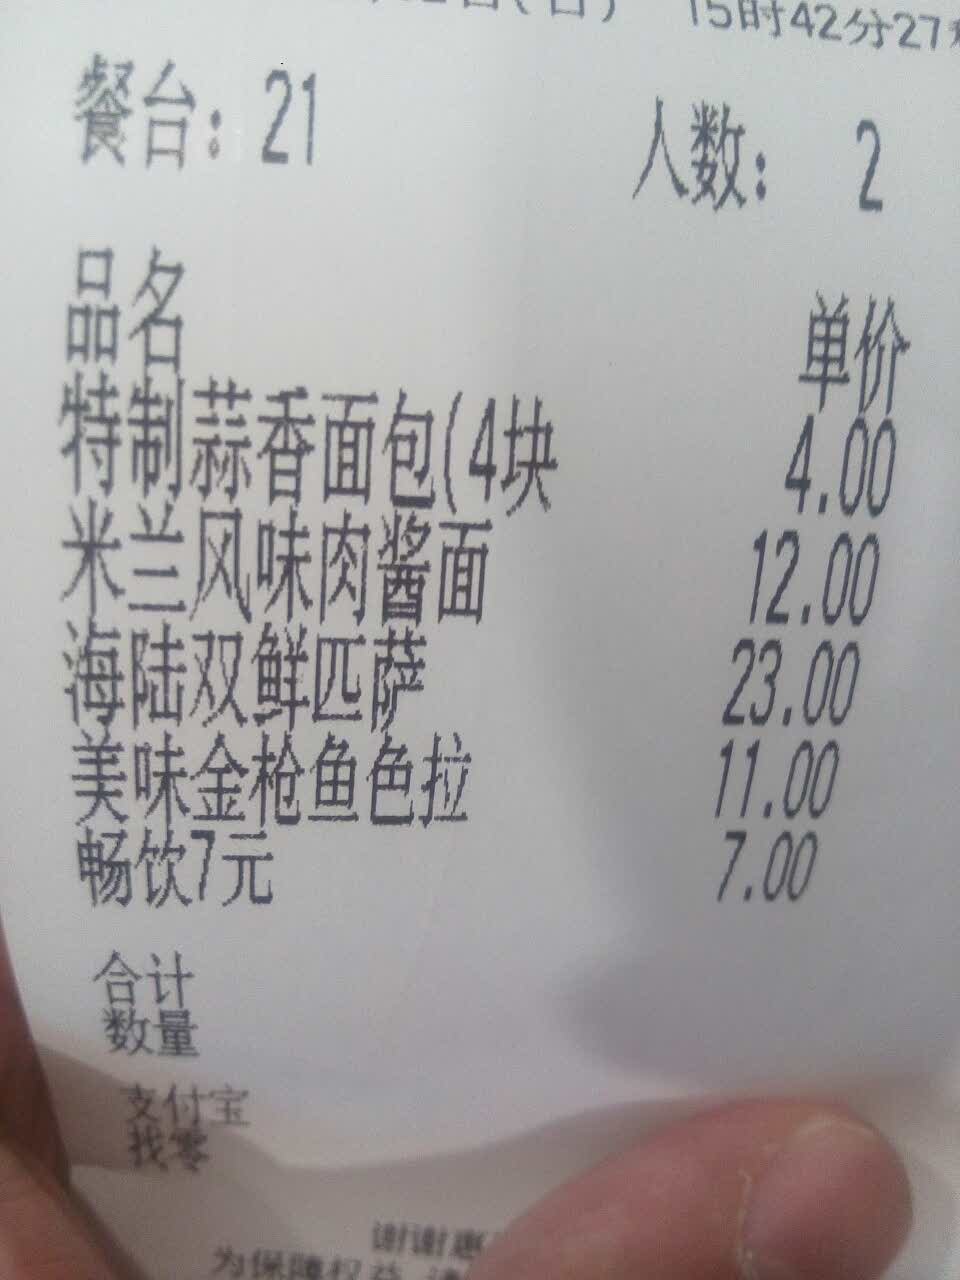 15时42分27
餐台：21 人数：2
品名 单价
特制蒜香面包(4块 4.00
米兰风味肉酱面 12.00
海陆双鲜匹萨 23.00
美味金枪鱼色拉 11.00
畅饮7元 7.00
合计
数量
支付宝
找零
谢谢惠
为保障权益